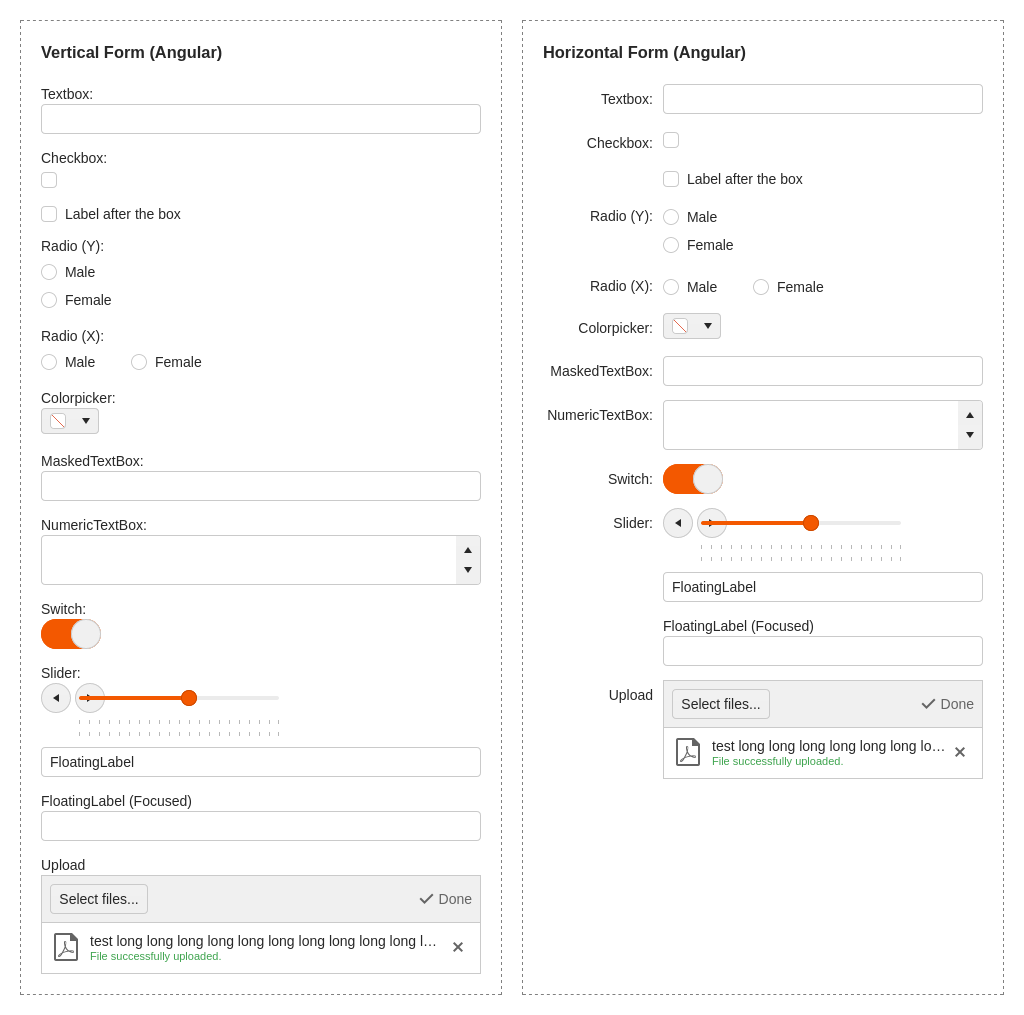 Vertical Form (Angular)
Textbox:
Checkbox:
Label after the box
Radio (Y):
Male
Female
Radio (X):
Male Female
Colorpicker:
MaskedTextBox:
NumericTextBox:
Switch:
Slider:
FloatingLabel
FloatingLabel (Focused)
Upload
Select files... Done
test long long long long long long long long long long l…
File successfully uploaded.
Horizontal Form (Angular)
Textbox:
Checkbox:
Label after the box
Radio (Y): Male
Female
Radio (X): Male Female
Colorpicker:
MaskedTextBox:
NumericTextBox:
Switch:
Slider:
FloatingLabel
FloatingLabel (Focused)
Upload
Select files... Done
test long long long long long long lo…
File successfully uploaded.